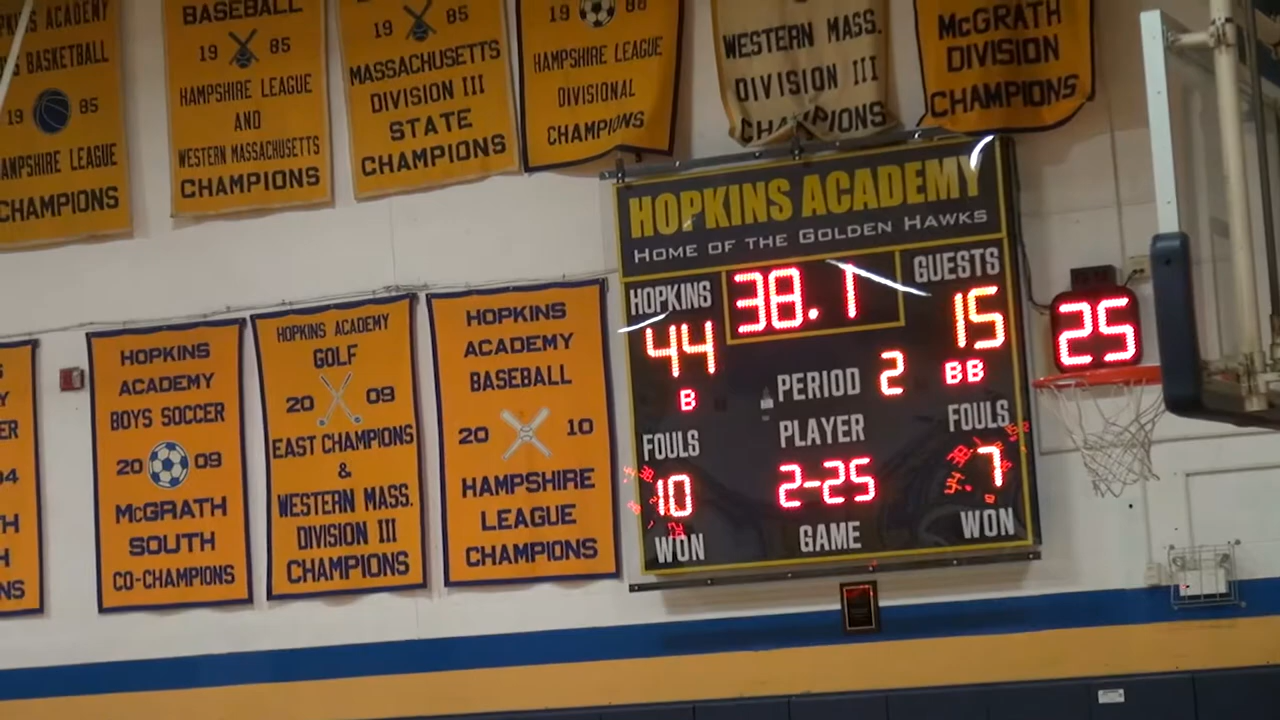 KINS ACADEMY
BASKETBALL
19 85
HAMPSHIRE LEAGUE
CHAMPIONS
BASEBALL
19 85
HAMPSHIRE LEAGUE
AND
WESTERN MASSACHUSETTS
CHAMPIONS
19 85
MASSACHUSETTS
DIVISION III
STATE
CHAMPIONS
19
HAMPSHIRE LEAGUE
DIVISIONAL
CHAMPIONS
WESTERN MASS.
DIVISION III
CHAMPIONS
McGRATH
DIVISION
CHAMPIONS
HOPKINS
ACADEMY
BOYS SOCCER
20 09
McGRATH
SOUTH
CO-CHAMPIONS
HOPKINS ACADEMY
GOLF
20 09
EAST CHAMPIONS
&
WESTERN MASS.
DIVISION III
CHAMPIONS
HOPKINS
ACADEMY
BASEBALL
20 10
HAMPSHIRE
LEAGUE
CHAMPIONS
HOPKINS ACADEMY
HOME OF THE GOLDEN HAWKS
HOPKINS 38.1 GUESTS
44 15
B PERIOD 2 BB
FOULS PLAYER FOULS
10 2-25 7
WON GAME WON
25